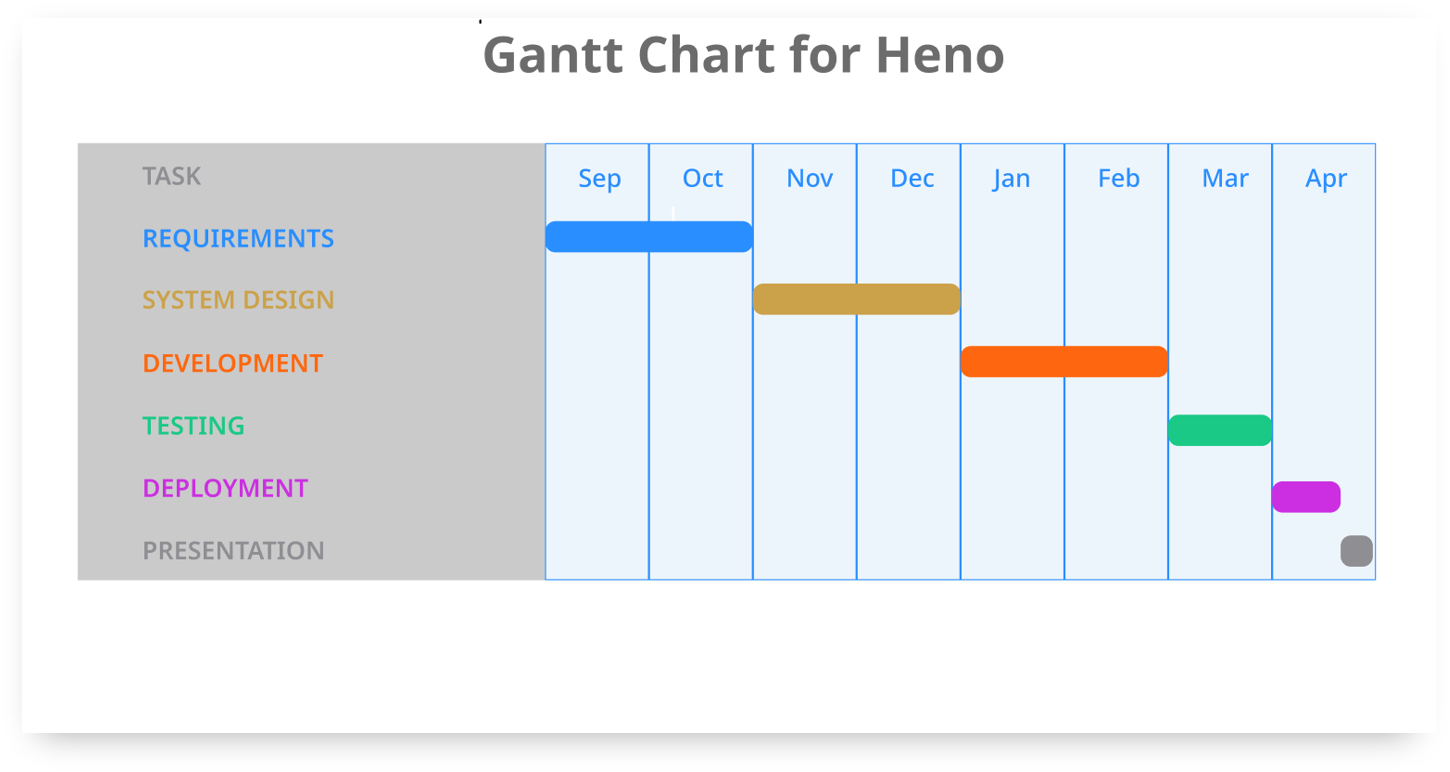 Gantt Chart for Heno
TASK Sep Oct Nov Dec Jan Feb Mar Apr
REQUIREMENTS
SYSTEM DESIGN
DEVELOPMENT
TESTING
DEPLOYMENT
PRESENTATION